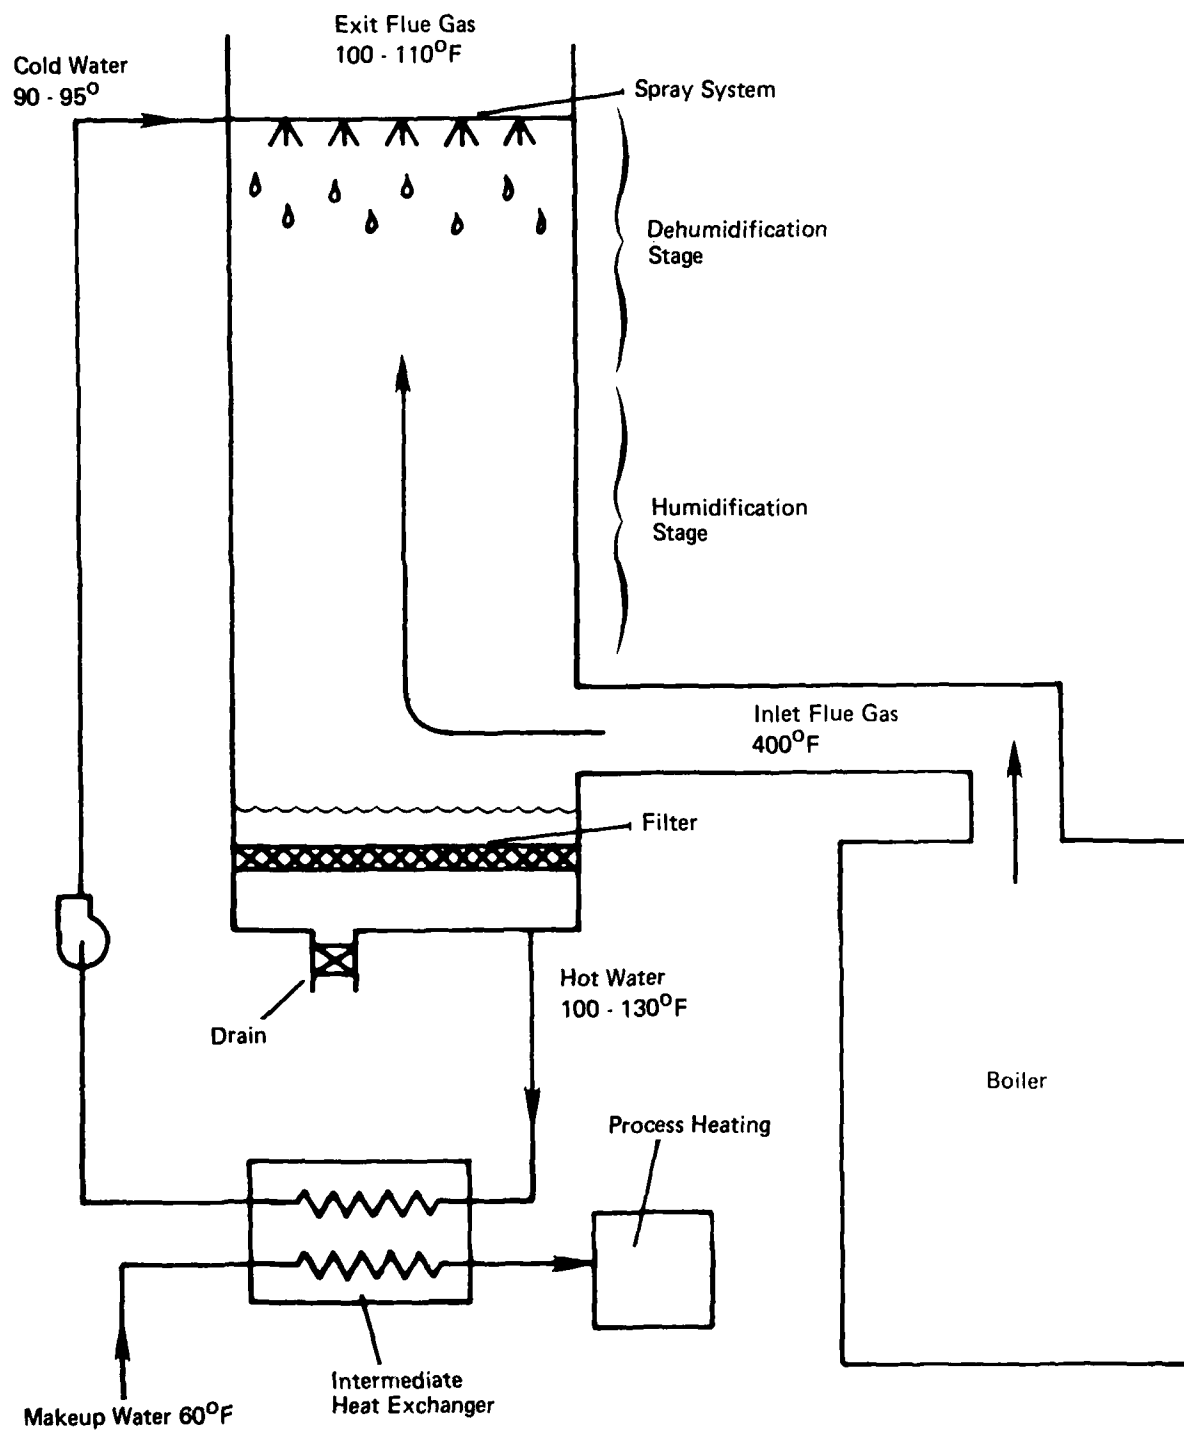 Exit Flue Gas
100 - 110°F
Cold Water
90 - 95°
Spray System
Dehumidification
Stage
Humidification
Stage
Inlet Flue Gas
400°F
Filter
Hot Water
100 - 130°F
Drain
Boiler
Process Heating
Intermediate
Heat Exchanger
Makeup Water 60°F